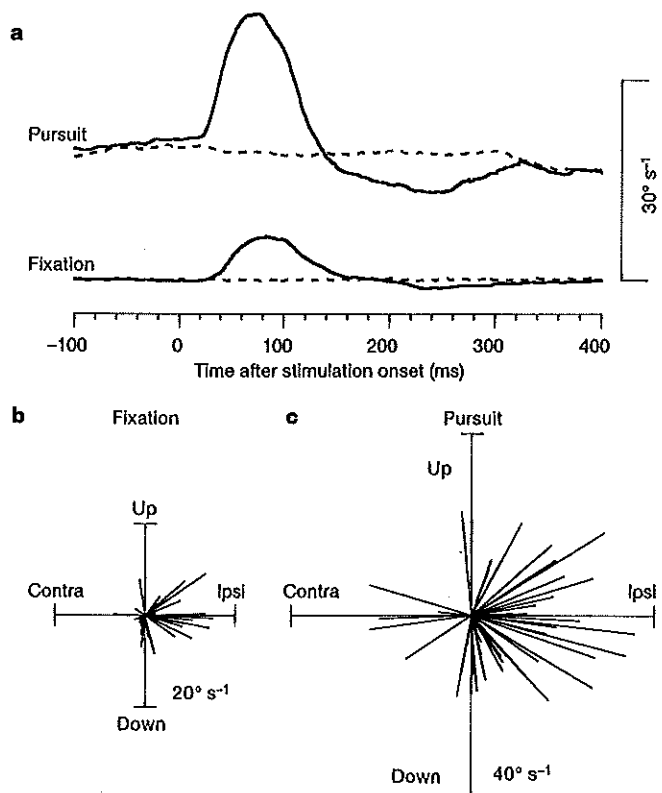 a
Pursuit
30° s⁻¹
Fixation
-100 0 100 200 300 400
Time after stimulation onset (ms)
b Fixation
Up
Contra Ipsi
20° s⁻¹
Down
c Pursuit
Up
Contra Ipsi
Down 40° s⁻¹